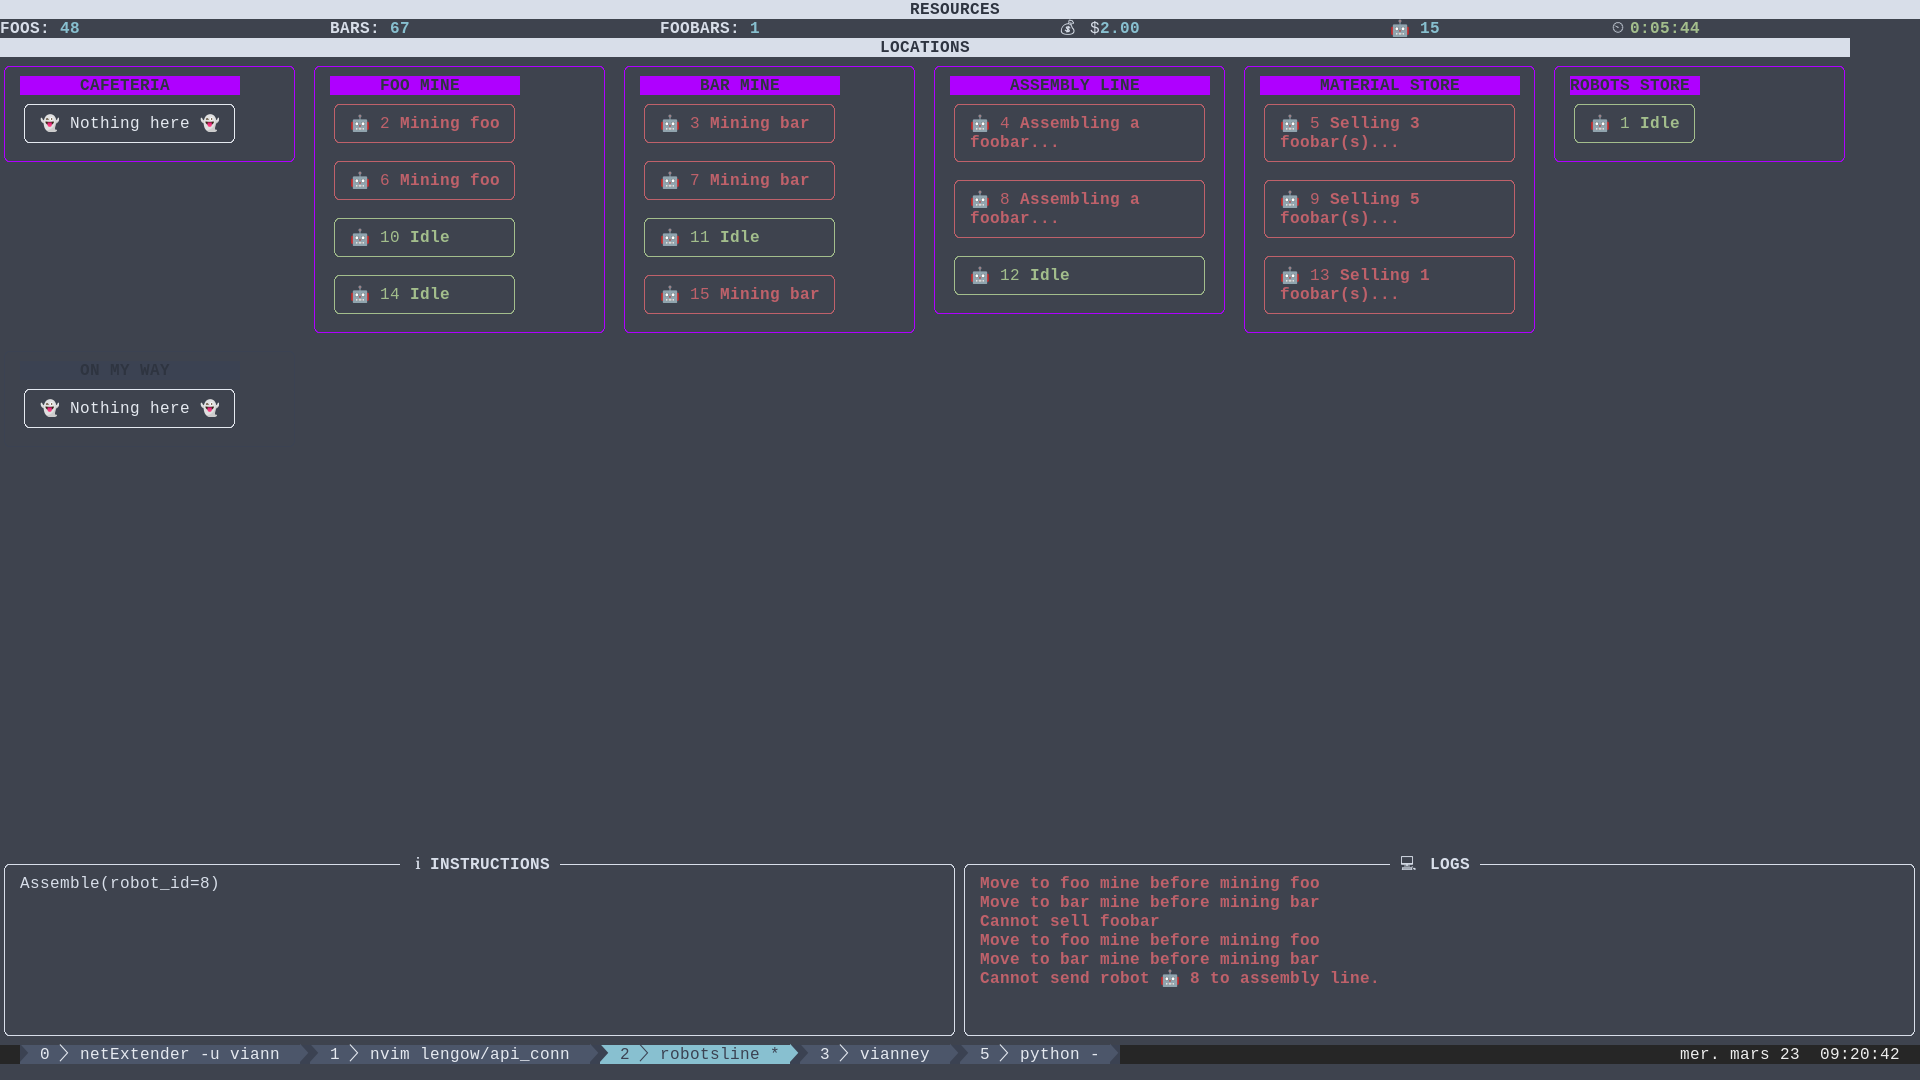 RESOURCES
FOOS: 48 BARS: 67 FOOBARS: 1 💰 $2.00 🤖 15 ⏲ 0:05:44
LOCATIONS
CAFETERIA
👻 Nothing here 👻
FOO MINE
🤖 2 Mining foo
🤖 6 Mining foo
🤖 10 Idle
🤖 14 Idle
BAR MINE
🤖 3 Mining bar
🤖 7 Mining bar
🤖 11 Idle
🤖 15 Mining bar
ASSEMBLY LINE
🤖 4 Assembling a
foobar...
🤖 8 Assembling a
foobar...
🤖 12 Idle
MATERIAL STORE
🤖 5 Selling 3
foobar(s)...
🤖 9 Selling 5
foobar(s)...
🤖 13 Selling 1
foobar(s)...
ROBOTS STORE
🤖 1 Idle
ON MY WAY
👻 Nothing here 👻
ℹ INSTRUCTIONS
Assemble(robot_id=8)
💻 LOGS
Move to foo mine before mining foo
Move to bar mine before mining bar
Cannot sell foobar
Move to foo mine before mining foo
Move to bar mine before mining bar
Cannot send robot 🤖 8 to assembly line.
0 netExtender -u viann 1 nvim lengow/api_conn 2 robotsline * 3 vianney 5 python - mer. mars 23 09:20:42